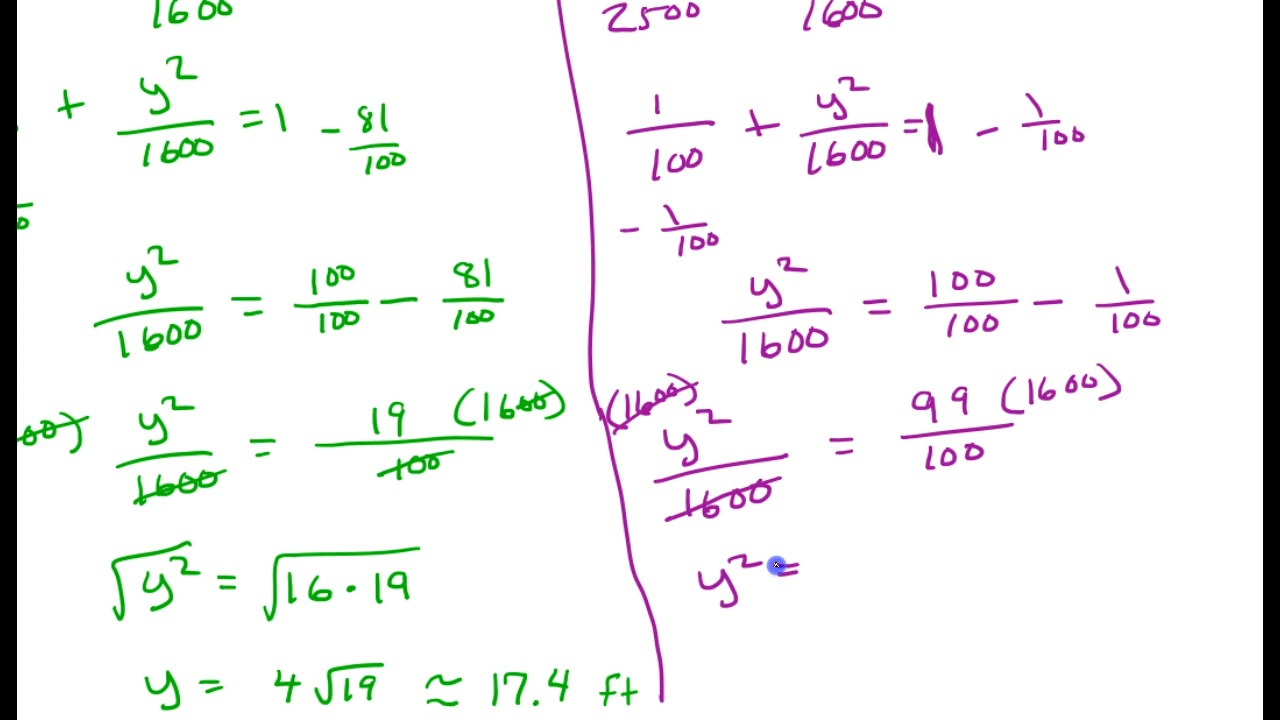 1600
+ y²/1600 = 1 - 81/100
y²/1600 = 100/100 - 81/100
00) y²/1600 = 19 (1600)/100
√y² = √16·19
y = 4√19 ≈ 17.4 ft
2500 1600
1/100 + y²/1600 = 1 - 1/100
- 1/100
y²/1600 = 100/100 - 1/100
(1600) y²/1600 = 99 (1600)/100
y² =